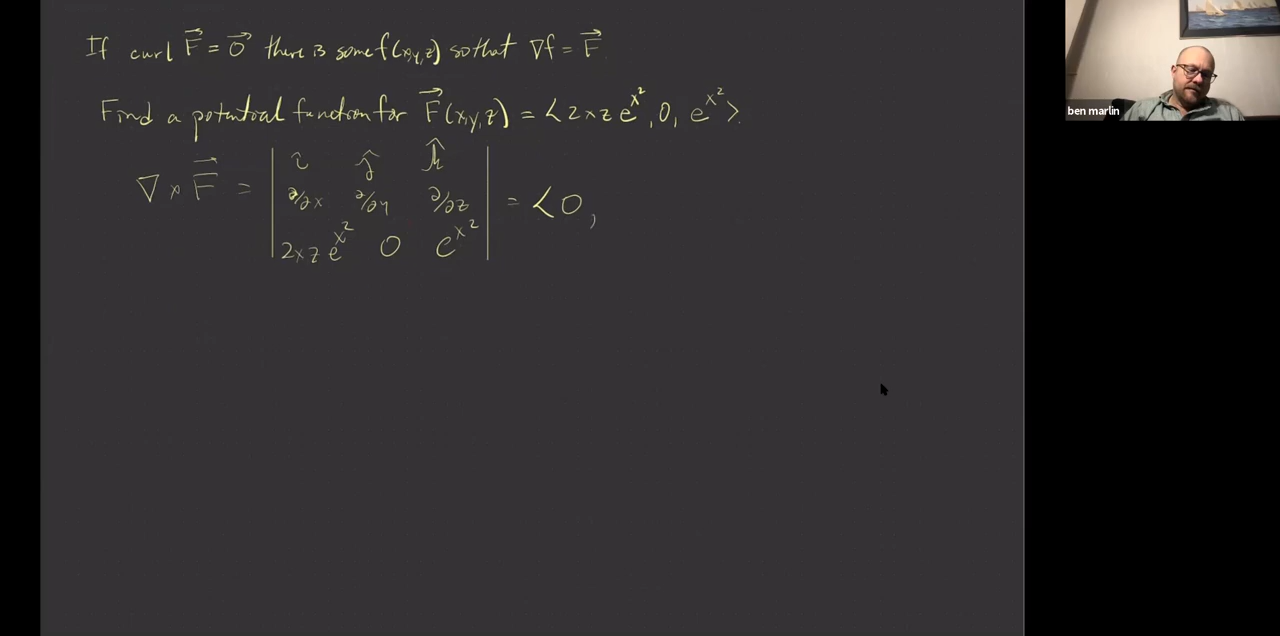 If curl F⃗ = 0⃗ there is some f(x,y,z) so that ∇f = F⃗
Find a potential function for F⃗(x,y,z) = <2xze^x², 0, e^x²>.
∇ × F⃗ = | î ĵ k̂ |
| ∂/∂x ∂/∂y ∂/∂z | = <0,
| 2xze^x² 0 e^x² |
ben marlin